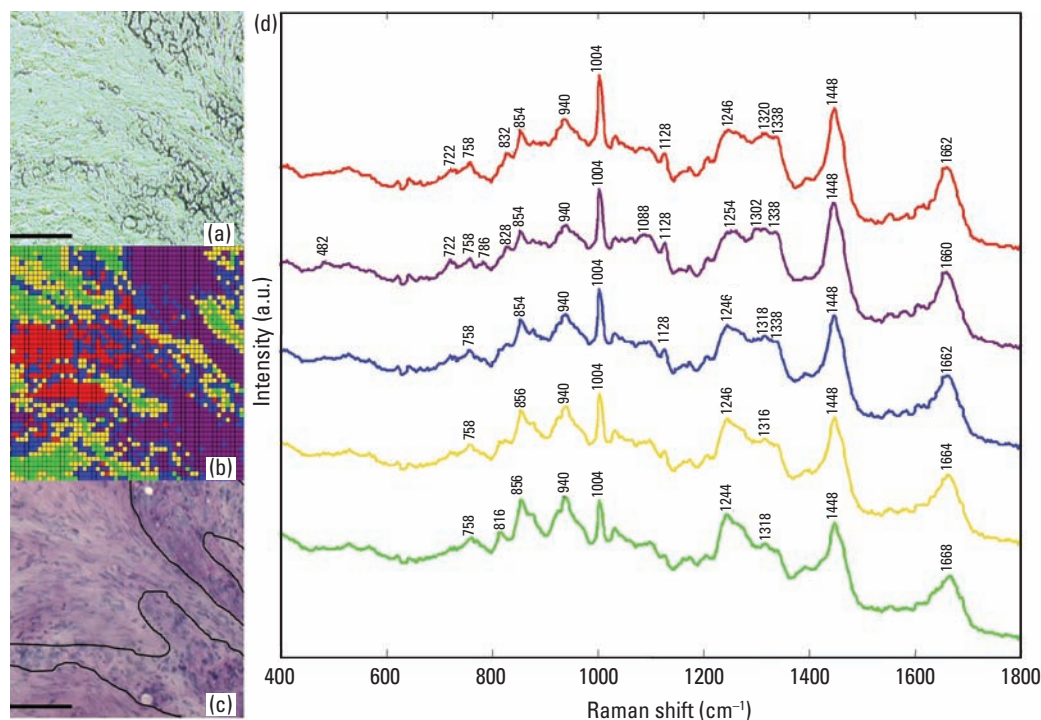 (a)
(b)
(c)
(d)
Intensity (a.u.)
722 758 832 854 940 1004 1128 1246 1320 1338 1448 1662
482 722 758 786 828 854 940 1004 1088 1128 1254 1302 1338 1448 1660
758 854 940 1004 1128 1246 1318 1338 1448 1662
758 856 940 1004 1246 1316 1448 1664
758 816 856 940 1004 1244 1318 1448 1668
400 600 800 1000 1200 1400 1600 1800
Raman shift (cm⁻¹)